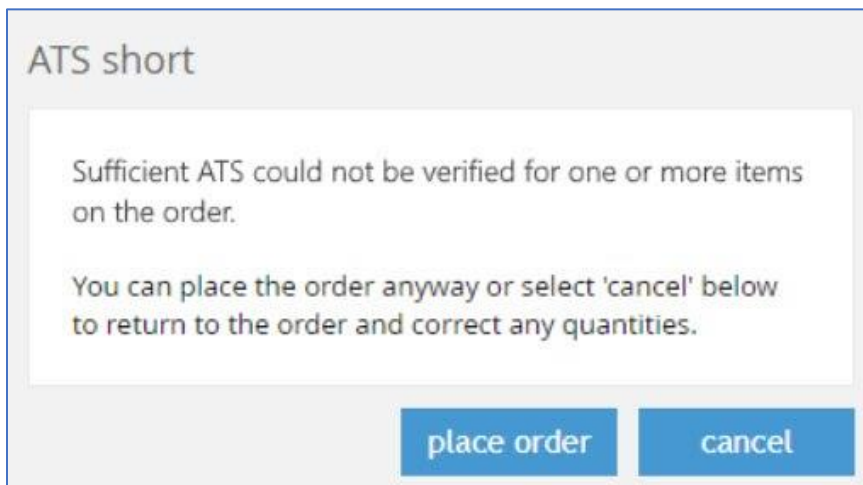 ATS short
Sufficient ATS could not be verified for one or more items
on the order.
You can place the order anyway or select 'cancel' below
to return to the order and correct any quantities.
place order
cancel